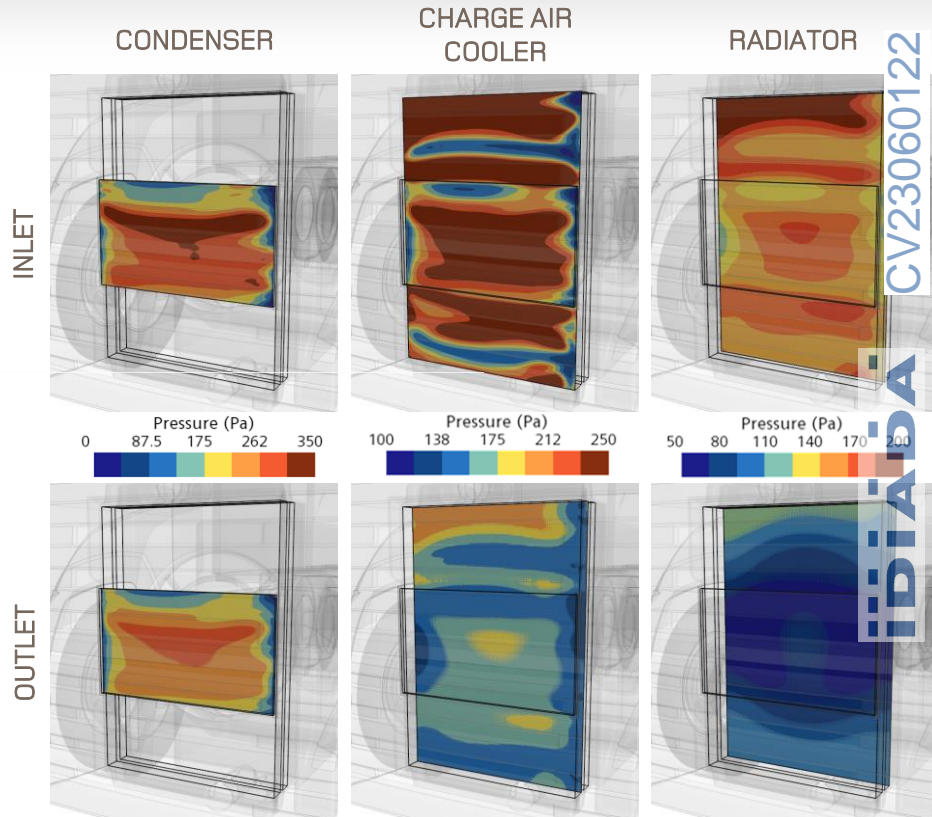 CONDENSER
CHARGE AIR
COOLER
RADIATOR
INLET
CV23060122
Pressure (Pa)
0 87.5 175 262 350
Pressure (Pa)
100 138 175 212 250
Pressure (Pa)
50 80 110 140 170 200
OUTLET
IDIADA